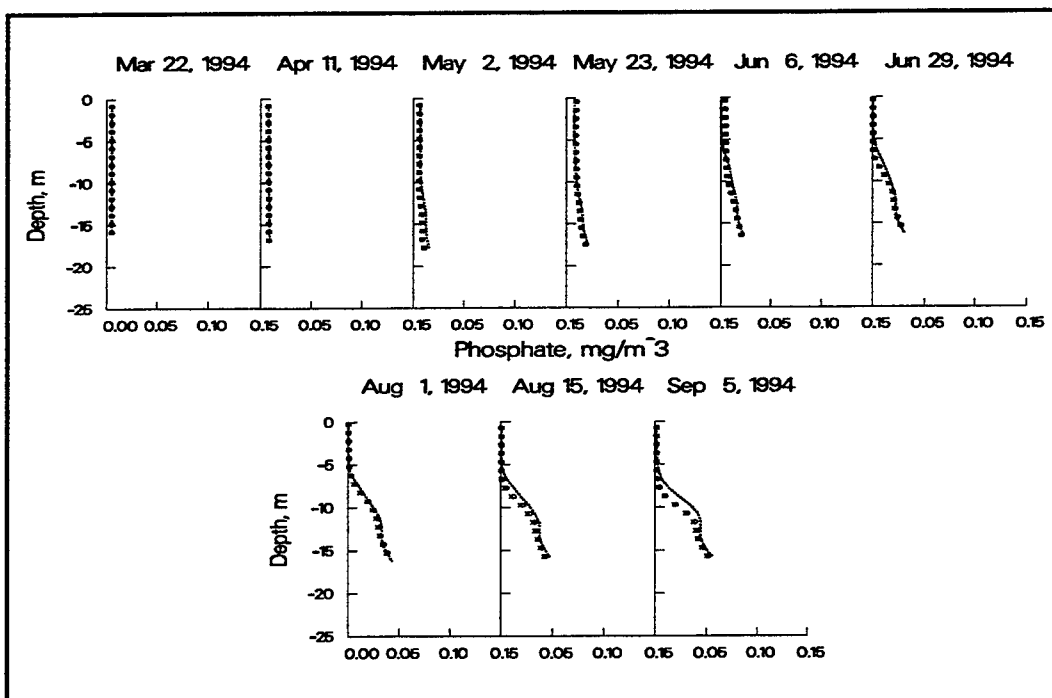 Mar 22, 1994 Apr 11, 1994 May 2, 1994 May 23, 1994 Jun 6, 1994 Jun 29, 1994
0
-5
-10
-15
-20
-25
Depth, m
0.00 0.05 0.10 0.15 0.05 0.10 0.15 0.05 0.10 0.15 0.05 0.10 0.15 0.05 0.10 0.15 0.05 0.10 0.15
Phosphate, mg/m^3
Aug 1, 1994 Aug 15, 1994 Sep 5, 1994
0
-5
-10
-15
-20
-25
Depth, m
0.00 0.05 0.10 0.15 0.05 0.10 0.15 0.05 0.10 0.15